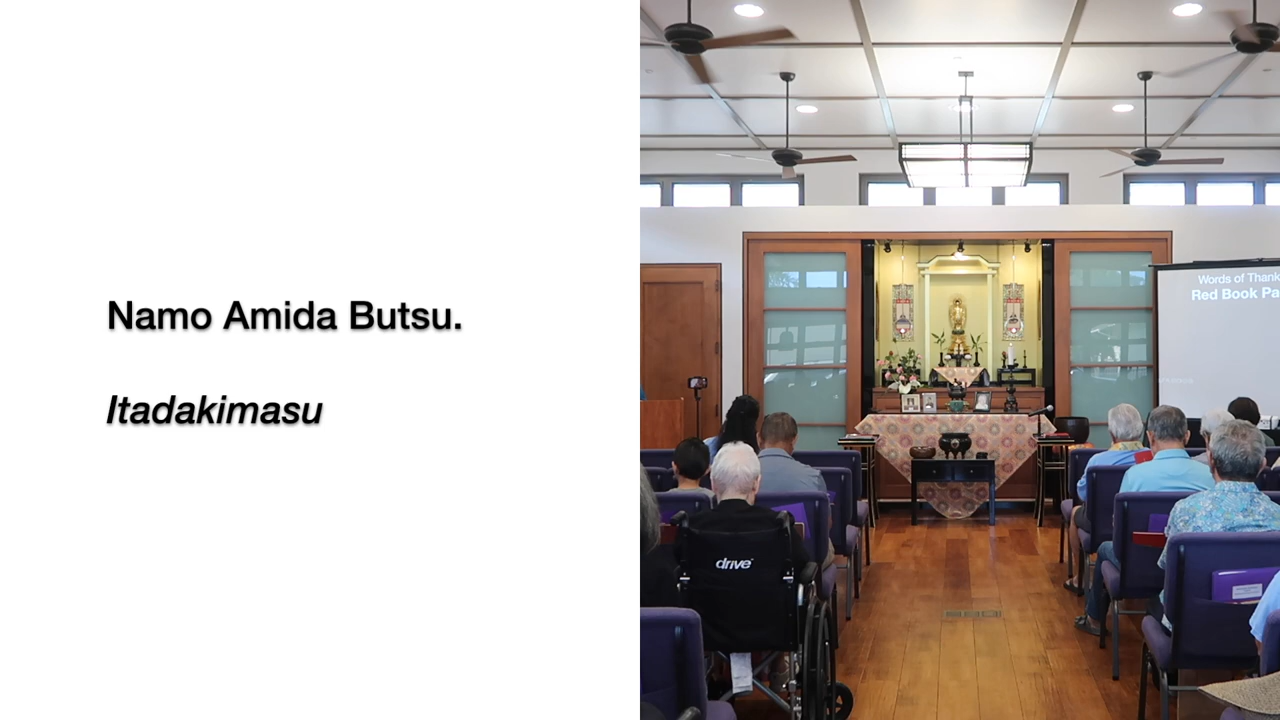 Namo Amida Butsu.
Itadakimasu
Words of Thank
Red Book Pa
drive